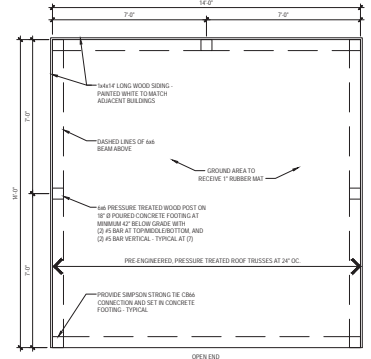 14'-0"
7'-0" 7'-0"
1x4x14' LONG WOOD SIDING -
PAINTED WHITE TO MATCH
ADJACENT BUILDINGS
7'-0"
DASHED LINES OF 6x6
BEAM ABOVE
GROUND AREA TO
RECEIVE 1" RUBBER MAT
14'-0"
6x6 PRESSURE TREATED WOOD POST ON
18" Ø POURED CONCRETE FOOTING AT
MINIMUM 42" BELOW GRADE WITH
(2) #5 BAR AT TOP/MIDDLE/BOTTOM, AND
(2) #5 BAR VERTICAL - TYPICAL AT (7)
PRE-ENGINEERED, PRESSURE TREATED ROOF TRUSSES AT 24" OC.
7'-0"
PROVIDE SIMPSON STRONG TIE CB66
CONNECTION AND SET IN CONCRETE
FOOTING - TYPICAL
OPEN END